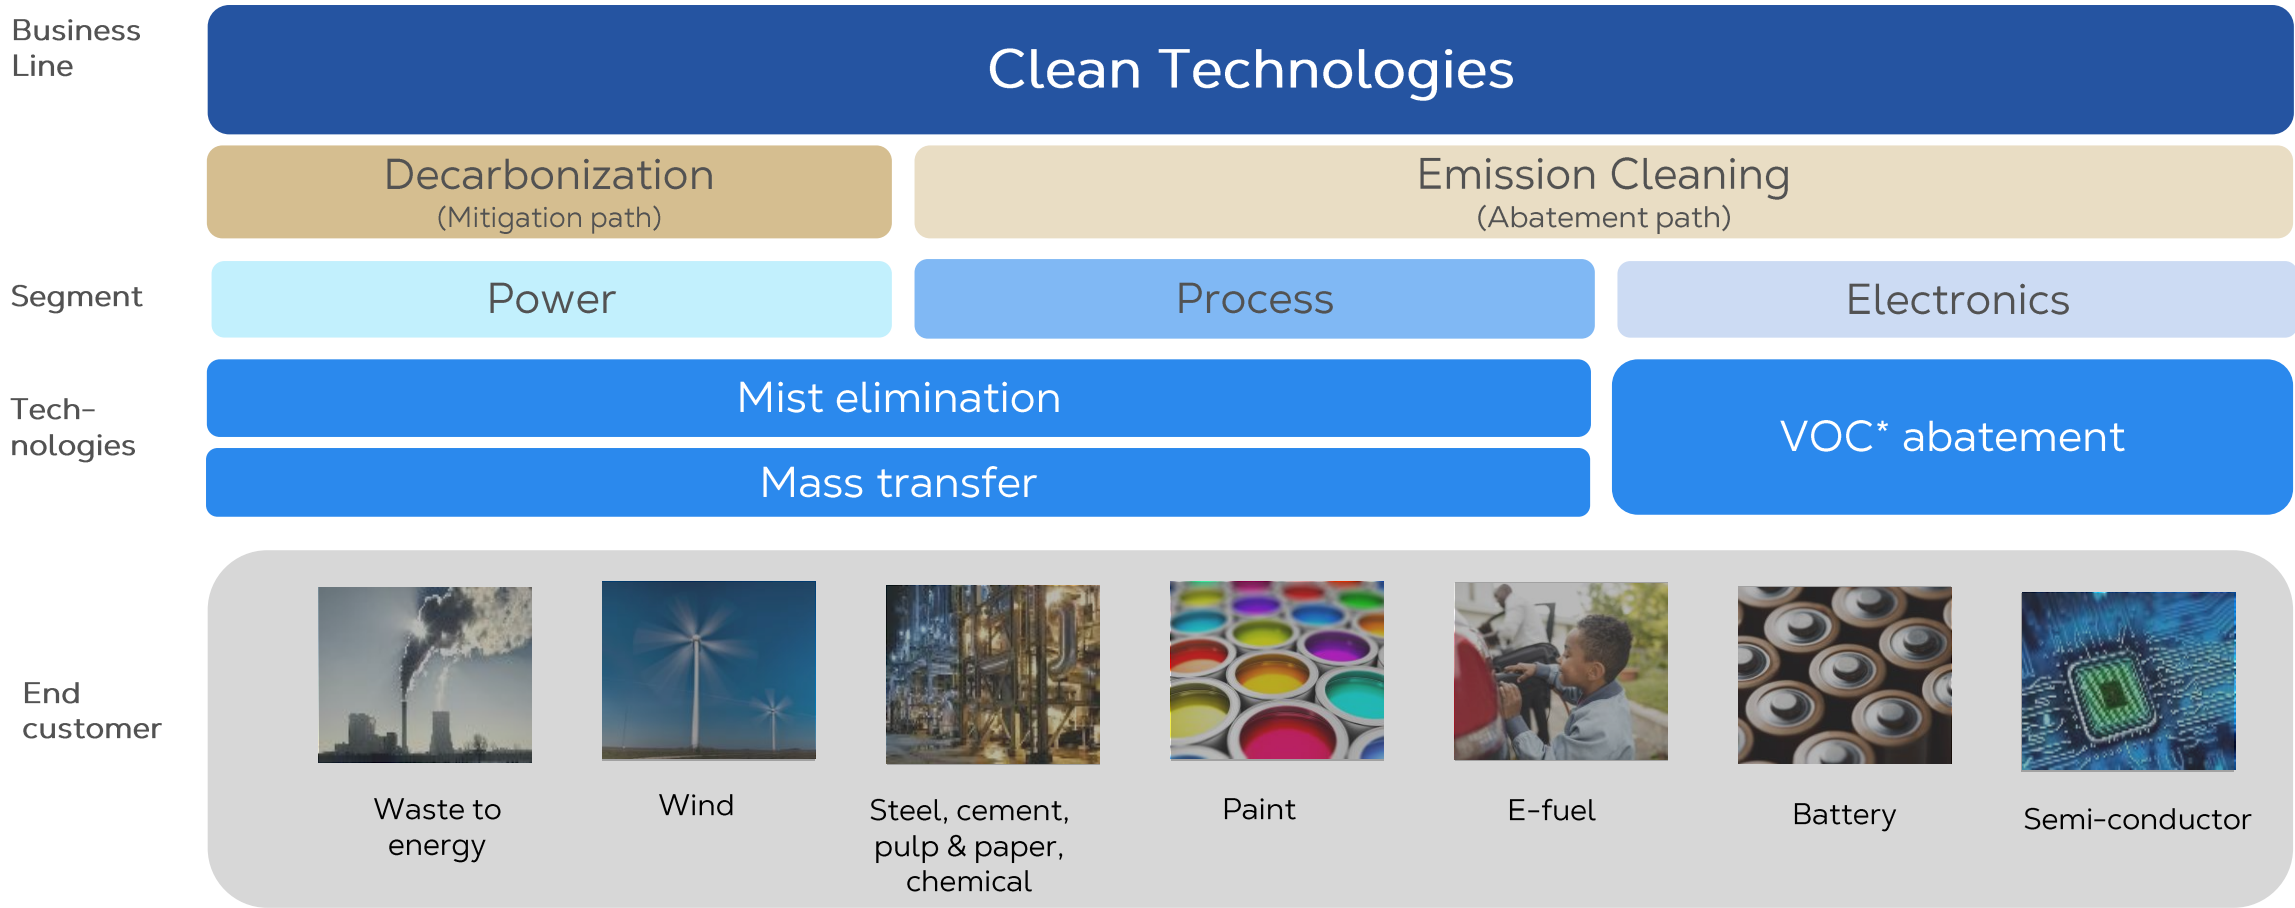 Business
Line
Clean Technologies
Decarbonization
(Mitigation path)
Emission Cleaning
(Abatement path)
Segment
Power
Process
Electronics
Tech-
nologies
Mist elimination
Mass transfer
VOC* abatement
End
customer
Waste to
energy
Wind
Steel, cement,
pulp & paper,
chemical
Paint
E-fuel
Battery
Semi-conductor